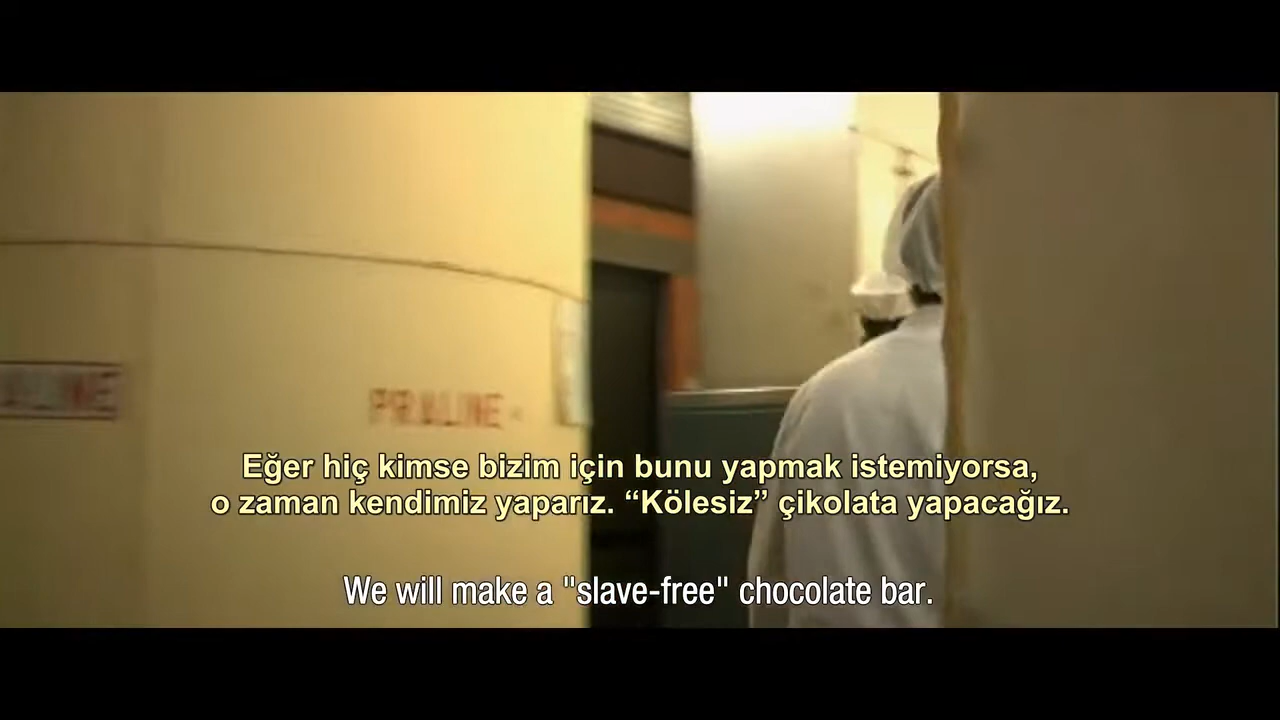 PRALINE
Eğer hiç kimse bizim için bunu yapmak istemiyorsa,
o zaman kendimiz yaparız. “Kölesiz” çikolata yapacağız.
We will make a "slave-free" chocolate bar.